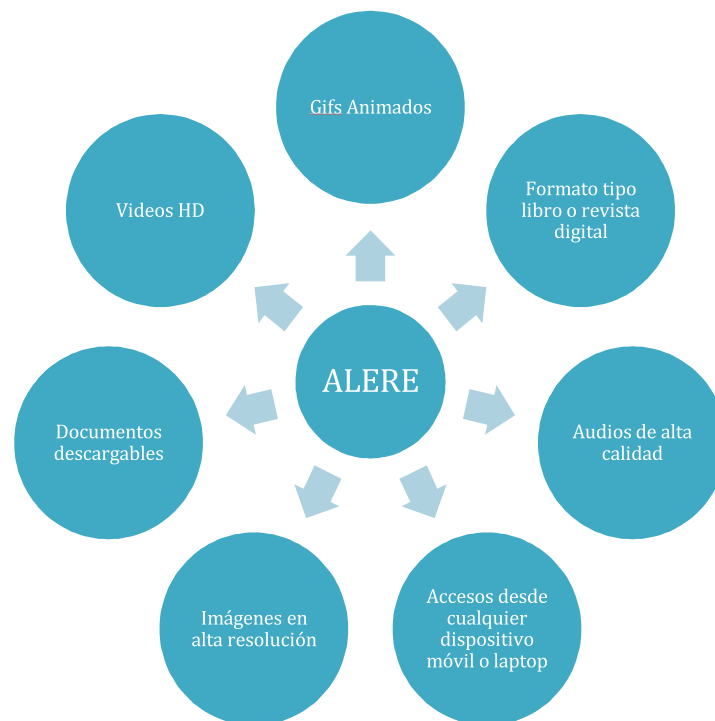 Gifs Animados
Formato tipo
libro o revista
digital
Videos HD
ALERE
Audios de alta
calidad
Documentos
descargables
Accesos desde
cualquier
dispositivo
móvil o laptop
Imágenes en
alta resolución